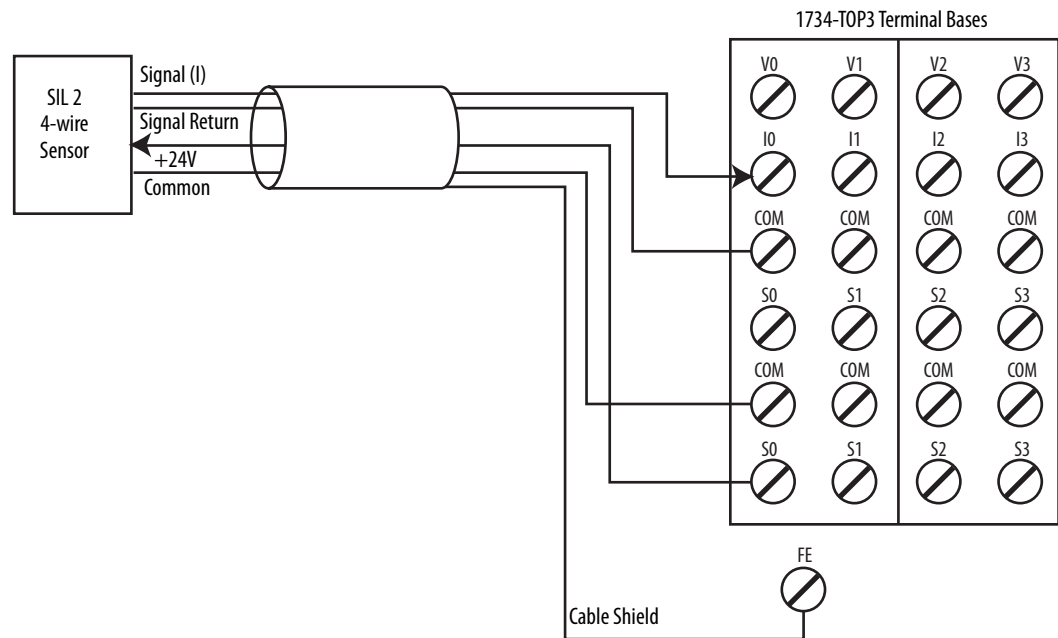 1734-TOP3 Terminal Bases
SIL 2
4-wire
Sensor
Signal (I)
Signal Return
+24V
Common
V0 V1 V2 V3
I0 I1 I2 I3
COM COM COM COM
S0 S1 S2 S3
COM COM COM COM
S0 S1 S2 S3
FE
Cable Shield